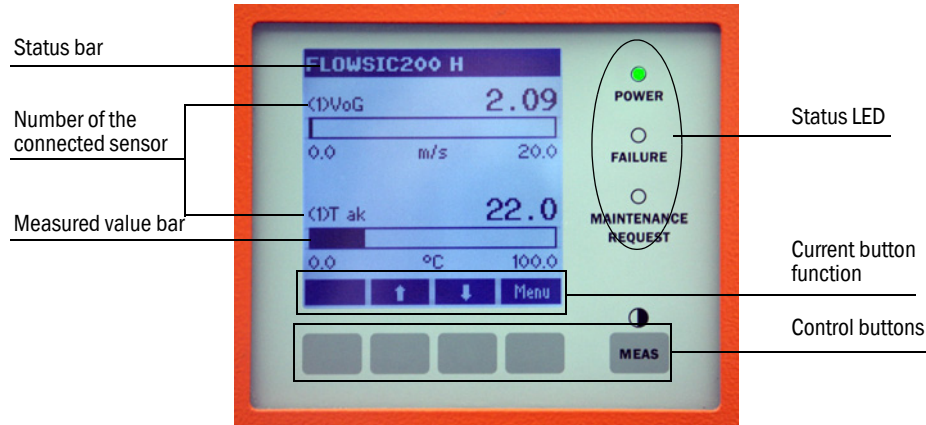 Status bar
Number of the
connected sensor
Measured value bar
FLOWSIC200 H
(1)VoG 2.09
0.0 m/s 20.0
(1)T ak 22.0
0.0 °C 100.0
Menu
POWER
FAILURE
MAINTENANCE
REQUEST
MEAS
Status LED
Current button
function
Control buttons